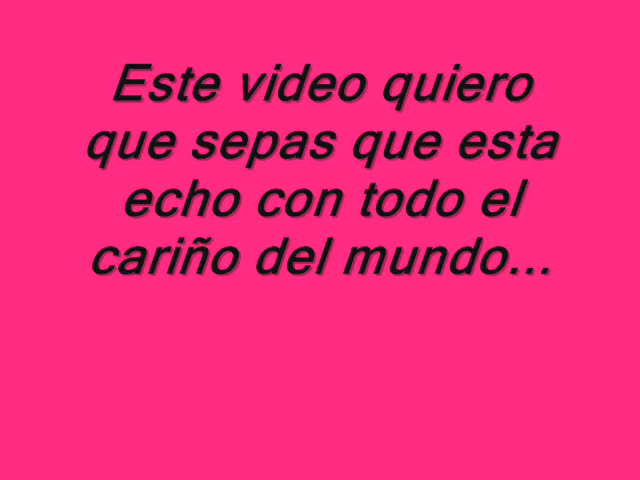 Este video quiero
que sepas que esta
echo con todo el
cariño del mundo...